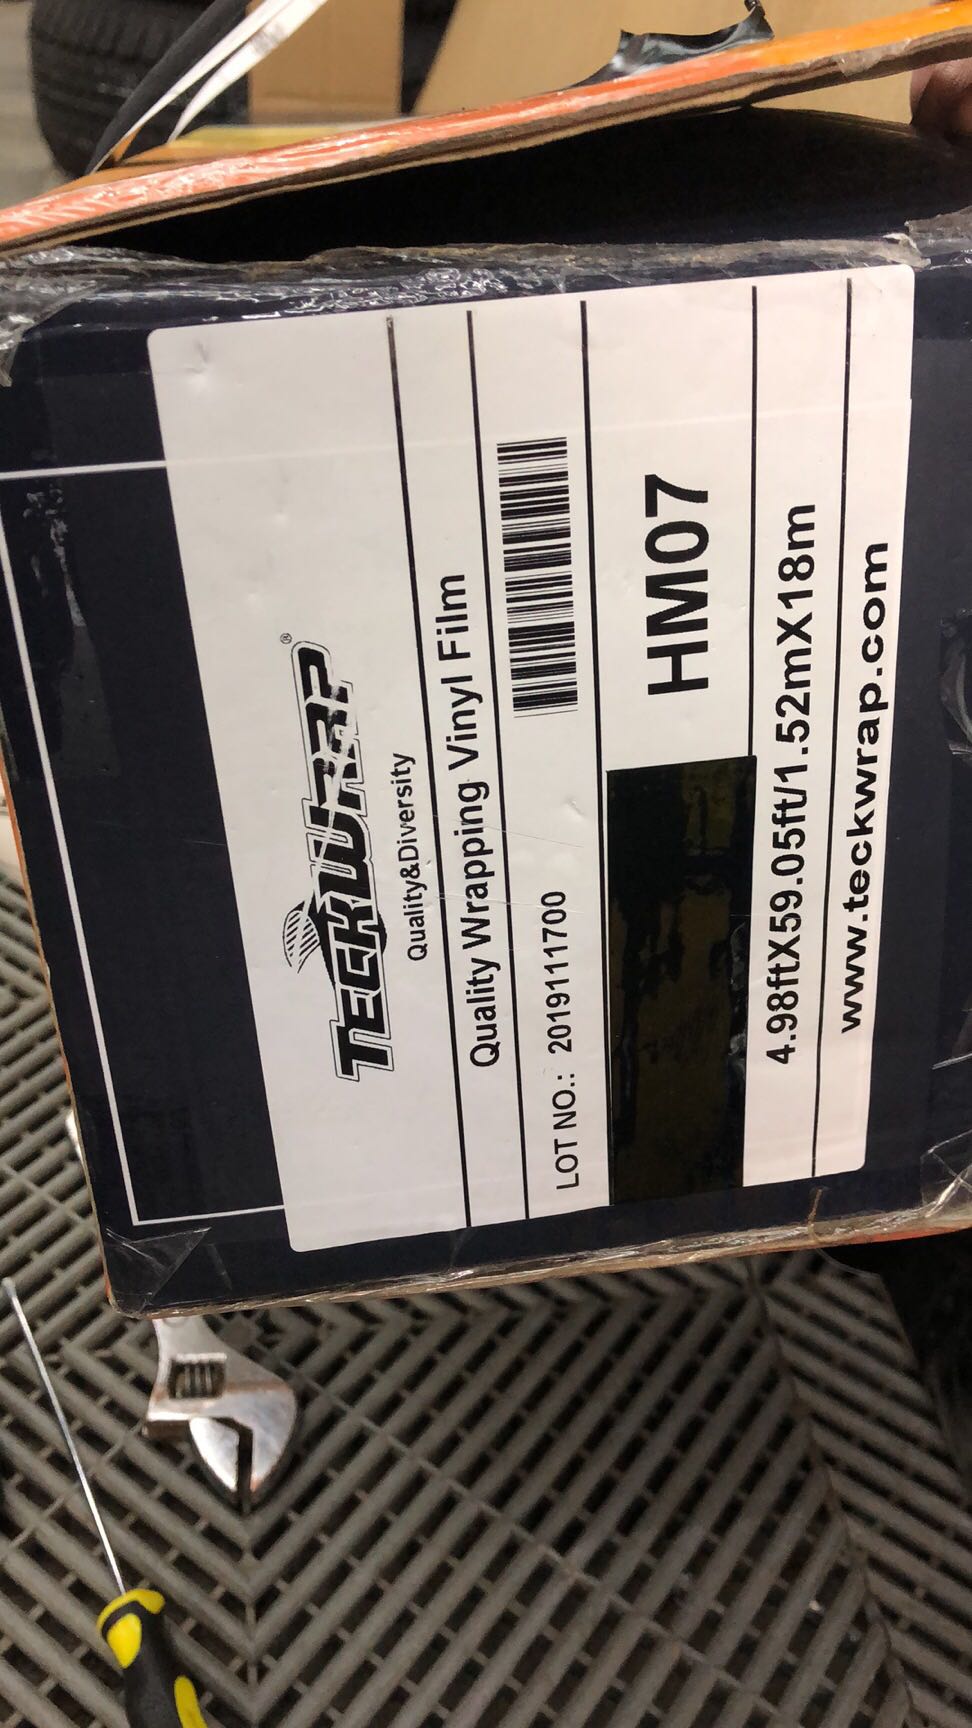 TECKWRAP®
Quality&Diversity
Quality Wrapping Vinyl Film
LOT NO.: 2019111700
HM07
4.98ftX59.05ft/1.52mX18m
www.teckwrap.com